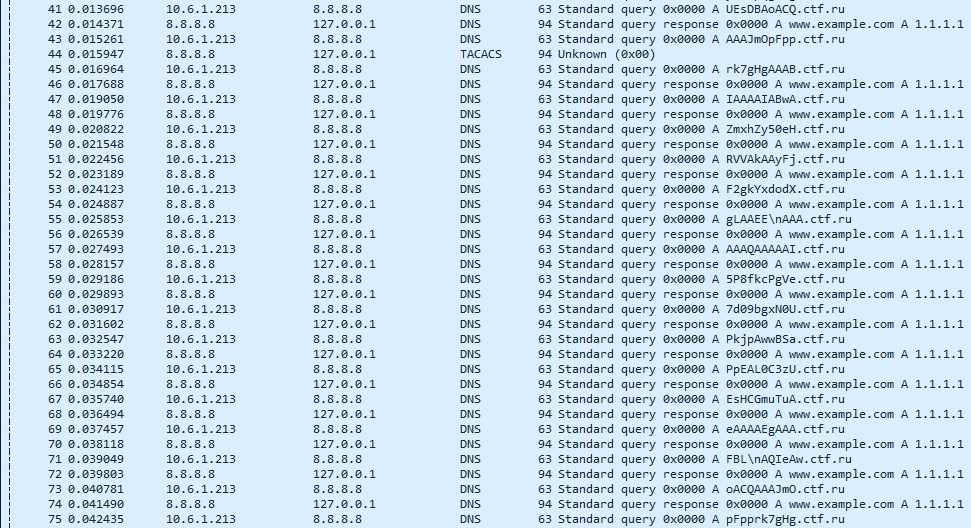 41 0.013696 10.6.1.213 8.8.8.8 DNS 63 Standard query 0x0000 A UEsDBAoACQ.ctf.ru
42 0.014371 8.8.8.8 127.0.0.1 DNS 94 Standard query response 0x0000 A www.example.com A 1.1.1.1
43 0.015261 10.6.1.213 8.8.8.8 DNS 63 Standard query 0x0000 A AAAJmOpFpp.ctf.ru
44 0.015947 8.8.8.8 127.0.0.1 TACACS 94 Unknown (0x00)
45 0.016964 10.6.1.213 8.8.8.8 DNS 63 Standard query 0x0000 A rk7gHgAAAB.ctf.ru
46 0.017688 8.8.8.8 127.0.0.1 DNS 94 Standard query response 0x0000 A www.example.com A 1.1.1.1
47 0.019050 10.6.1.213 8.8.8.8 DNS 63 Standard query 0x0000 A IAAAAIABwA.ctf.ru
48 0.019776 8.8.8.8 127.0.0.1 DNS 94 Standard query response 0x0000 A www.example.com A 1.1.1.1
49 0.020822 10.6.1.213 8.8.8.8 DNS 63 Standard query 0x0000 A ZmxhZy50eH.ctf.ru
50 0.021548 8.8.8.8 127.0.0.1 DNS 94 Standard query response 0x0000 A www.example.com A 1.1.1.1
51 0.022456 10.6.1.213 8.8.8.8 DNS 63 Standard query 0x0000 A RVVAkAAyFj.ctf.ru
52 0.023189 8.8.8.8 127.0.0.1 DNS 94 Standard query response 0x0000 A www.example.com A 1.1.1.1
53 0.024123 10.6.1.213 8.8.8.8 DNS 63 Standard query 0x0000 A F2gkYxdodX.ctf.ru
54 0.024887 8.8.8.8 127.0.0.1 DNS 94 Standard query response 0x0000 A www.example.com A 1.1.1.1
55 0.025853 10.6.1.213 8.8.8.8 DNS 63 Standard query 0x0000 A gLAAEE\nAAA.ctf.ru
56 0.026539 8.8.8.8 127.0.0.1 DNS 94 Standard query response 0x0000 A www.example.com A 1.1.1.1
57 0.027493 10.6.1.213 8.8.8.8 DNS 63 Standard query 0x0000 A AAAQAAAAAI.ctf.ru
58 0.028157 8.8.8.8 127.0.0.1 DNS 94 Standard query response 0x0000 A www.example.com A 1.1.1.1
59 0.029186 10.6.1.213 8.8.8.8 DNS 63 Standard query 0x0000 A 5P8fkcPgVe.ctf.ru
60 0.029893 8.8.8.8 127.0.0.1 DNS 94 Standard query response 0x0000 A www.example.com A 1.1.1.1
61 0.030917 10.6.1.213 8.8.8.8 DNS 63 Standard query 0x0000 A 7d09bgxN0U.ctf.ru
62 0.031602 8.8.8.8 127.0.0.1 DNS 94 Standard query response 0x0000 A www.example.com A 1.1.1.1
63 0.032547 10.6.1.213 8.8.8.8 DNS 63 Standard query 0x0000 A PkjpAwwBSa.ctf.ru
64 0.033220 8.8.8.8 127.0.0.1 DNS 94 Standard query response 0x0000 A www.example.com A 1.1.1.1
65 0.034115 10.6.1.213 8.8.8.8 DNS 63 Standard query 0x0000 A PpEAL0C3zU.ctf.ru
66 0.034854 8.8.8.8 127.0.0.1 DNS 94 Standard query response 0x0000 A www.example.com A 1.1.1.1
67 0.035740 10.6.1.213 8.8.8.8 DNS 63 Standard query 0x0000 A EsHCGmuTuA.ctf.ru
68 0.036494 8.8.8.8 127.0.0.1 DNS 94 Standard query response 0x0000 A www.example.com A 1.1.1.1
69 0.037457 10.6.1.213 8.8.8.8 DNS 63 Standard query 0x0000 A eAAAAEgAAA.ctf.ru
70 0.038118 8.8.8.8 127.0.0.1 DNS 94 Standard query response 0x0000 A www.example.com A 1.1.1.1
71 0.039049 10.6.1.213 8.8.8.8 DNS 63 Standard query 0x0000 A FBL\nAQIeAw.ctf.ru
72 0.039803 8.8.8.8 127.0.0.1 DNS 94 Standard query response 0x0000 A www.example.com A 1.1.1.1
73 0.040781 10.6.1.213 8.8.8.8 DNS 63 Standard query 0x0000 A oACQAAAJmO.ctf.ru
74 0.041490 8.8.8.8 127.0.0.1 DNS 94 Standard query response 0x0000 A www.example.com A 1.1.1.1
75 0.042435 10.6.1.213 8.8.8.8 DNS 63 Standard query 0x0000 A pFpprk7gHg.ctf.ru